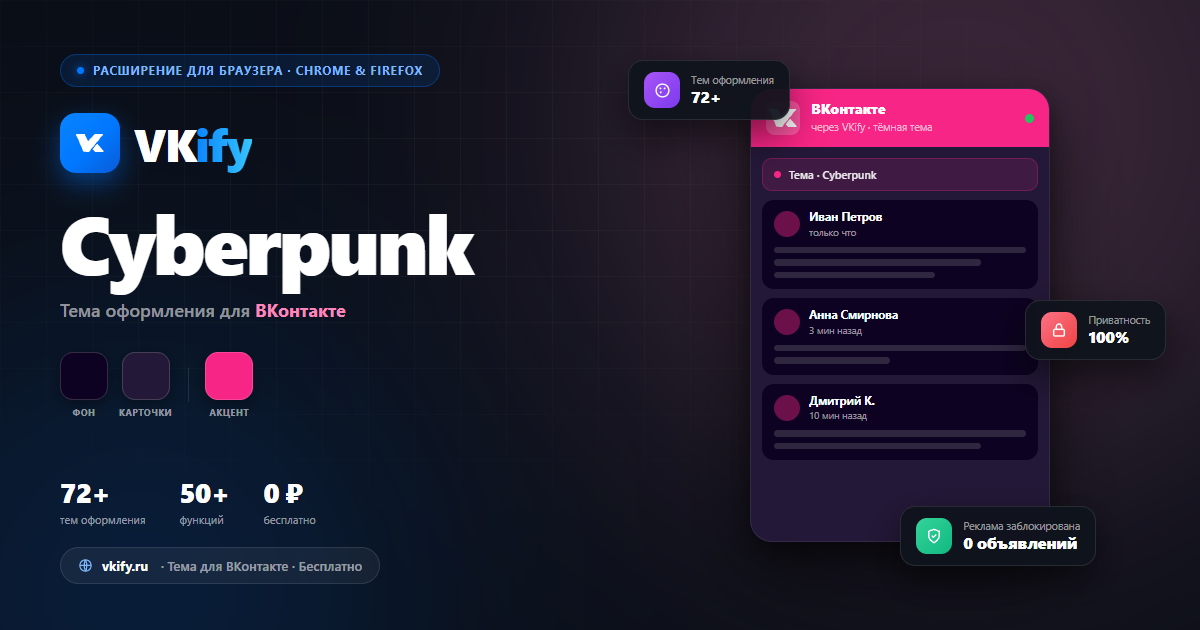 РАСШИРЕНИЕ ДЛЯ БРАУЗЕРА · CHROME & FIREFOX
VKify
Cyberpunk
Тема оформления для ВКонтакте
ФОН
КАРТОЧКИ
АКЦЕНТ
72+
тем оформления
50+
функций
0 ₽
бесплатно
vkify.ru · Тема для ВКонтакте · Бесплатно
Тем оформления
72+
ВКонтакте
через VKify · тёмная тема
Тема · Cyberpunk
Иван Петров
только что
Анна Смирнова
3 мин назад
Дмитрий К.
10 мин назад
Приватность
100%
Реклама заблокирована
0 объявлений